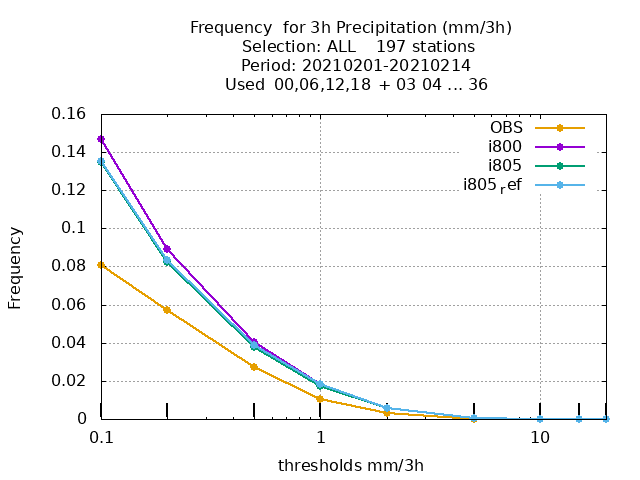 Frequency  for 3h Precipitation (mm/3h)
Selection: ALL    197 stations
Period: 20210201-20210214
Used  00,06,12,18  + 03 04 ... 36
OBS
i800
i805
i805ref
0.16
0.14
0.12
0.1
0.08
0.06
0.04
0.02
0
Frequency
0.1 1 10
thresholds mm/3h